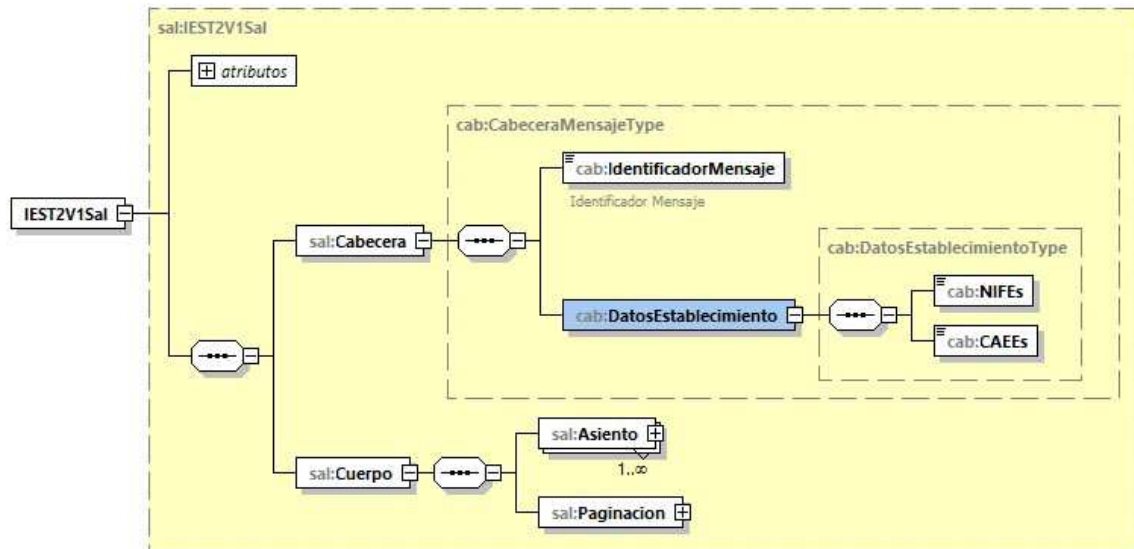 sal:IEST2V1Sal
atributos
cab:CabeceraMensajeType
cab:IdentificadorMensaje
Identificador Mensaje
IEST2V1Sal
sal:Cabecera
cab:DatosEstablecimientoType
cab:NIFEs
cab:DatosEstablecimiento
cab:CAEEs
sal:Asiento
1..∞
sal:Cuerpo
sal:Paginacion